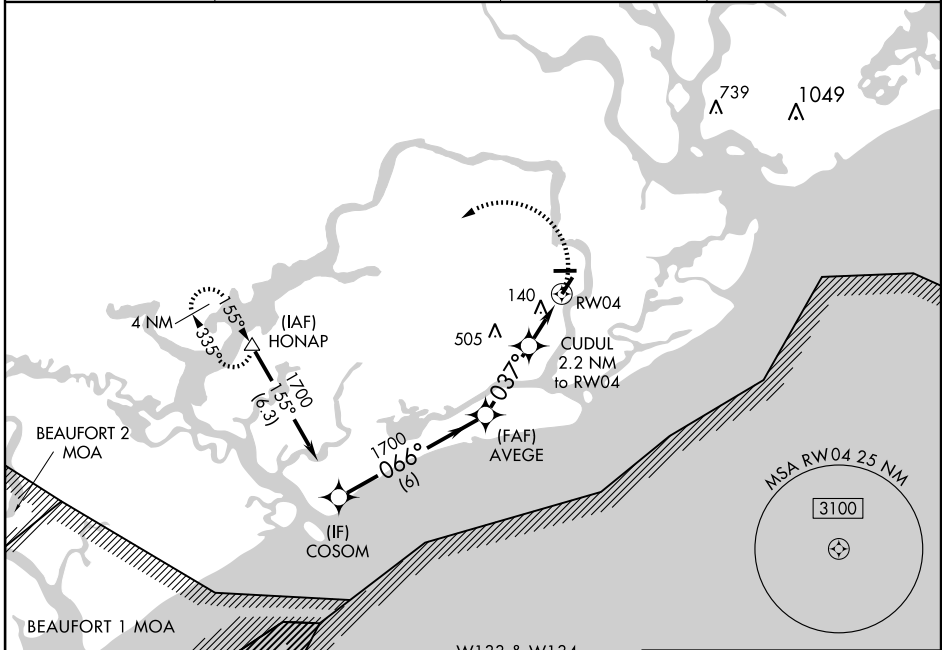 739
1049
RW04
140
505
CUDUL
2.2 NM
to RW04
037°
4 NM
155°
335°
(IAF)
HONAP
1700
155°
(6.3)
1700
066°
(6)
(FAF)
AVEGE
(IF)
COSOM
BEAUFORT 2
MOA
BEAUFORT 1 MOA
MSA RW04 25 NM
3100
W133 & W134